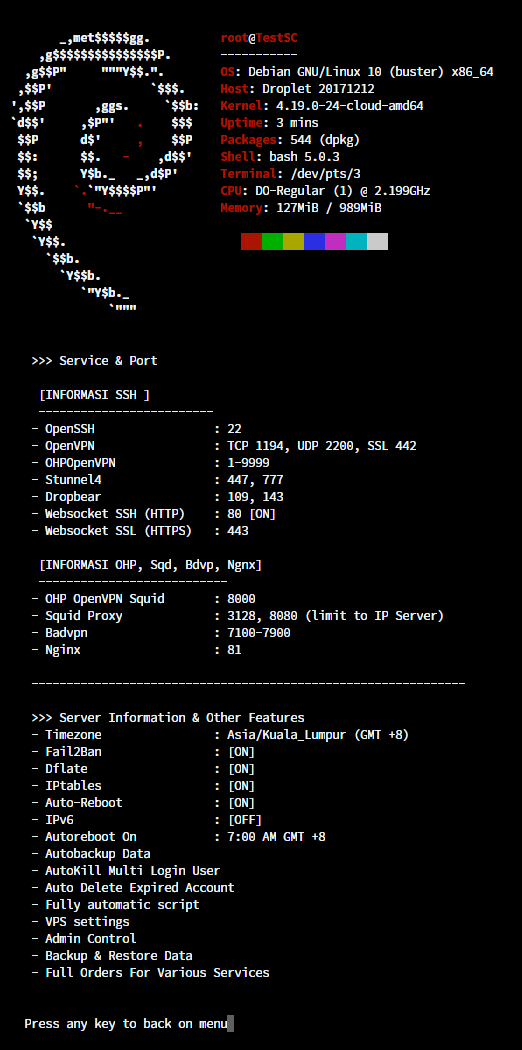 root@TestSC
-----------
OS: Debian GNU/Linux 10 (buster) x86_64
Host: Droplet 20171212
Kernel: 4.19.0-24-cloud-amd64
Uptime: 3 mins
Packages: 544 (dpkg)
Shell: bash 5.0.3
Terminal: /dev/pts/3
CPU: DO-Regular (1) @ 2.199GHz
Memory: 127MiB / 989MiB
>>> Service & Port
[INFORMASI SSH ]
-------------------------
- OpenSSH : 22
- OpenVPN : TCP 1194, UDP 2200, SSL 442
- OHPOpenVPN : 1-9999
- Stunnel4 : 447, 777
- Dropbear : 109, 143
- Websocket SSH (HTTP) : 80 [ON]
- Websocket SSL (HTTPS) : 443
[INFORMASI OHP, Sqd, Bdvp, Ngnx]
---------------------------
- OHP OpenVPN Squid : 8000
- Squid Proxy : 3128, 8080 (limit to IP Server)
- Badvpn : 7100-7900
- Nginx : 81
--------------------------------------------------------------
>>> Server Information & Other Features
- Timezone : Asia/Kuala_Lumpur (GMT +8)
- Fail2Ban : [ON]
- Dflate : [ON]
- IPtables : [ON]
- Auto-Reboot : [ON]
- IPv6 : [OFF]
- Autoreboot On : 7:00 AM GMT +8
- Autobackup Data
- AutoKill Multi Login User
- Auto Delete Expired Account
- Fully automatic script
- VPS settings
- Admin Control
- Backup & Restore Data
- Full Orders For Various Services
Press any key to back on menu